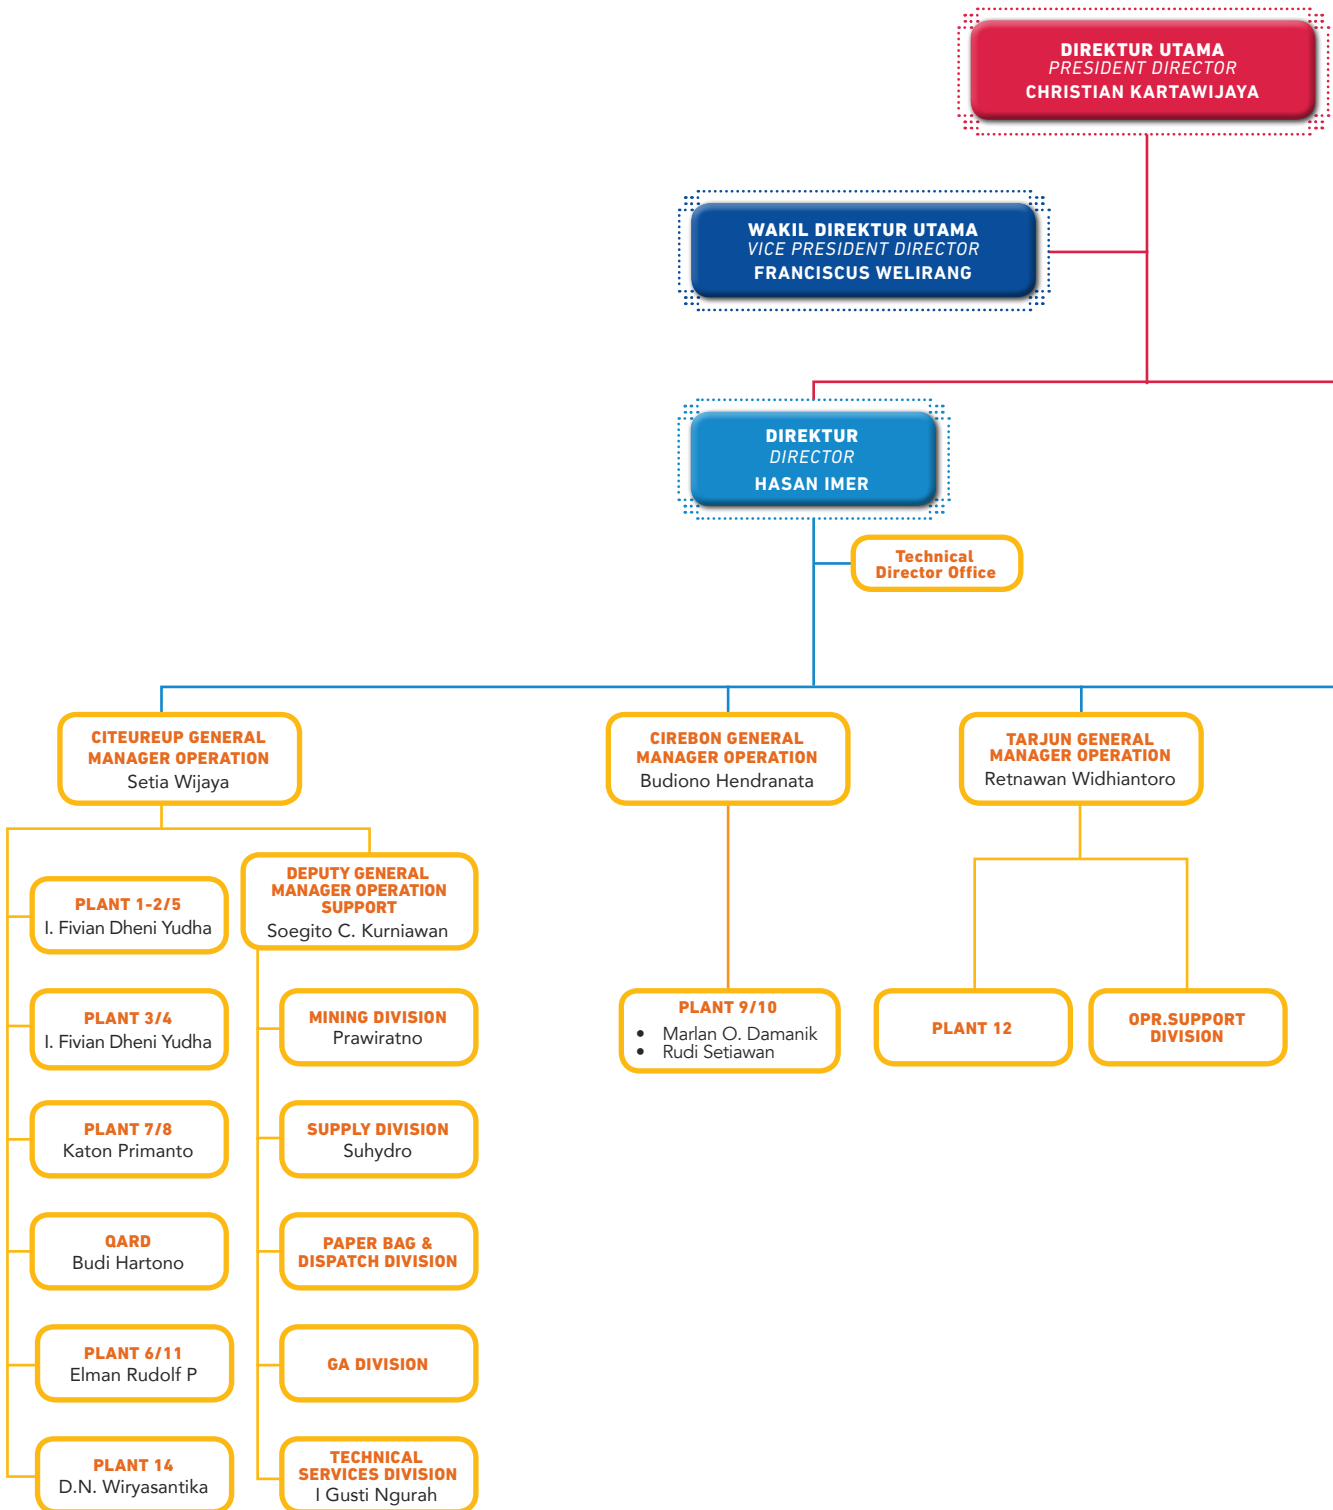 DIREKTUR UTAMA
PRESIDENT DIRECTOR
CHRISTIAN KARTAWIJAYA
WAKIL DIREKTUR UTAMA
VICE PRESIDENT DIRECTOR
FRANCISCUS WELIRANG
DIREKTUR
DIRECTOR
HASAN IMER
Technical
Director Office
CITEUREUP GENERAL
MANAGER OPERATION
Setia Wijaya
CIREBON GENERAL
MANAGER OPERATION
Budiono Hendranata
TARJUN GENERAL
MANAGER OPERATION
Retnawan Widhiantoro
PLANT 1-2/5
I. Fivian Dheni Yudha
PLANT 3/4
I. Fivian Dheni Yudha
PLANT 7/8
Katon Primanto
QARD
Budi Hartono
PLANT 6/11
Elman Rudolf P
PLANT 14
D.N. Wiryasantika
DEPUTY GENERAL
MANAGER OPERATION
SUPPORT
Soegito C. Kurniawan
MINING DIVISION
Prawiratno
SUPPLY DIVISION
Suhydro
PAPER BAG &
DISPATCH DIVISION
GA DIVISION
TECHNICAL
SERVICES DIVISION
I Gusti Ngurah
PLANT 9/10
• Marlan O. Damanik
• Rudi Setiawan
PLANT 12
OPR.SUPPORT
DIVISION